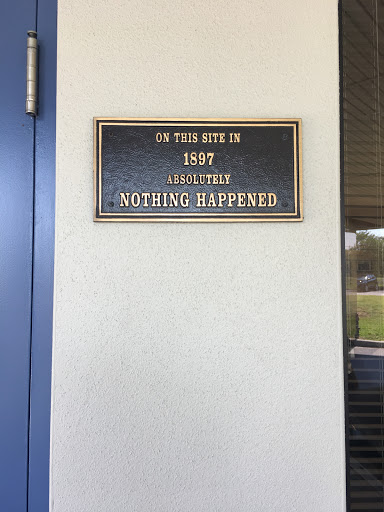 ON THIS SITE IN
1897
ABSOLUTELY
NOTHING HAPPENED